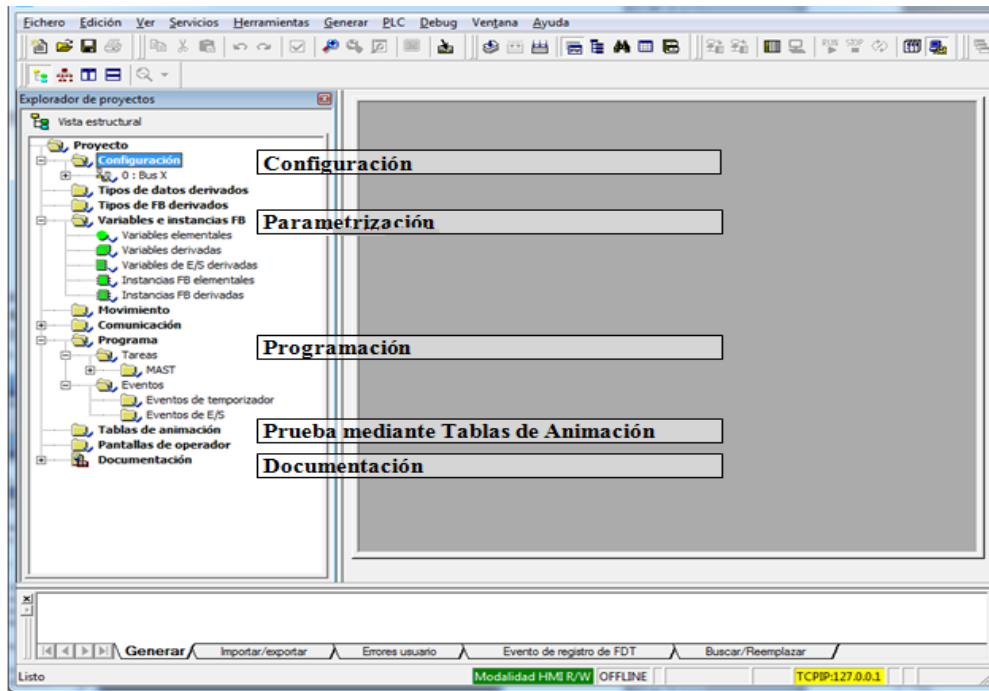 Fichero Edición Ver Servicios Herramientas Generar PLC Debug Ventana Ayuda
RUN STOP
Explorador de proyectos
Vista estructural
Proyecto
Configuración
0 : Bus X
Tipos de datos derivados
Tipos de FB derivados
Variables e instancias FB
Variables elementales
Variables derivadas
Variables de E/S derivadas
Instancias FB elementales
Instancias FB derivadas
Movimiento
Comunicación
Programa
Tareas
MAST
Eventos
Eventos de temporizador
Eventos de E/S
Tablas de animación
Pantallas de operador
Documentación
Configuración
Parametrización
Programación
Prueba mediante Tablas de Animación
Documentación
Generar Importar/exportar Errores usuario Evento de registro de FDT Buscar/Reemplazar
Listo Modalidad HMI R/W OFFLINE TCPIP:127.0.0.1